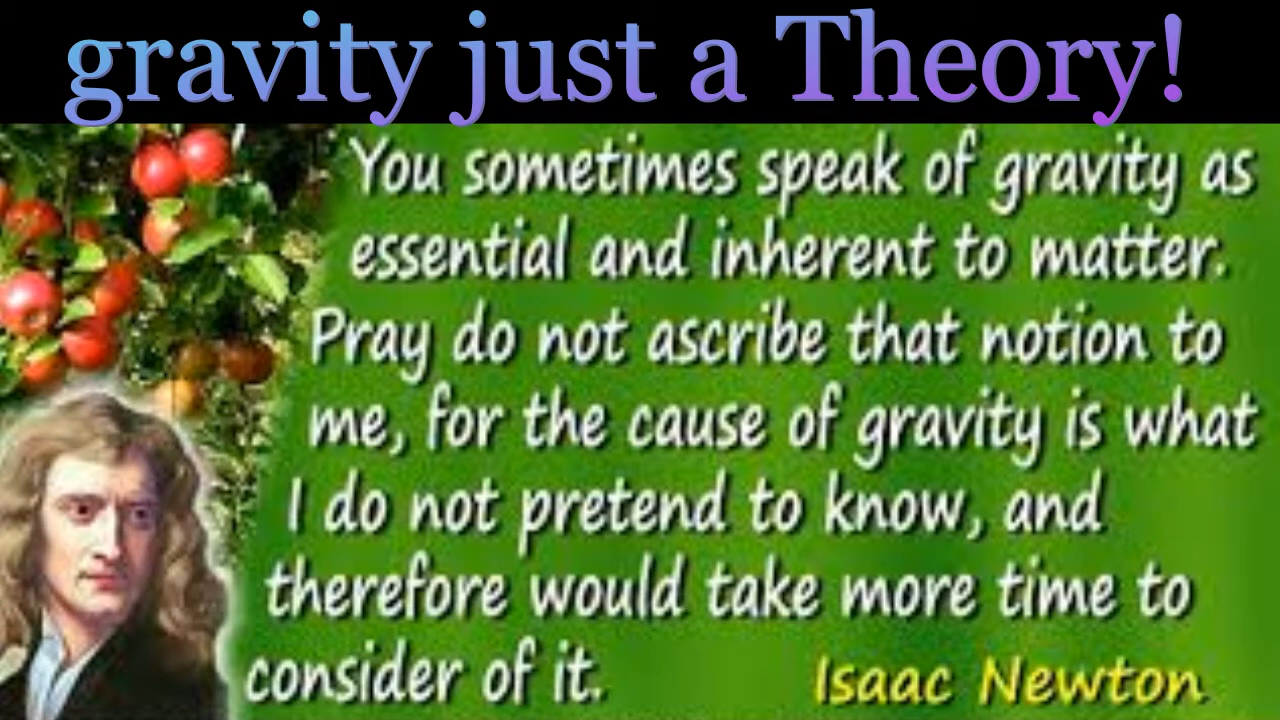 gravity just a Theory!
You sometimes speak of gravity as
essential and inherent to matter.
Pray do not ascribe that notion to
me, for the cause of gravity is what
I do not pretend to know, and
therefore would take more time to
consider of it.
Isaac Newton